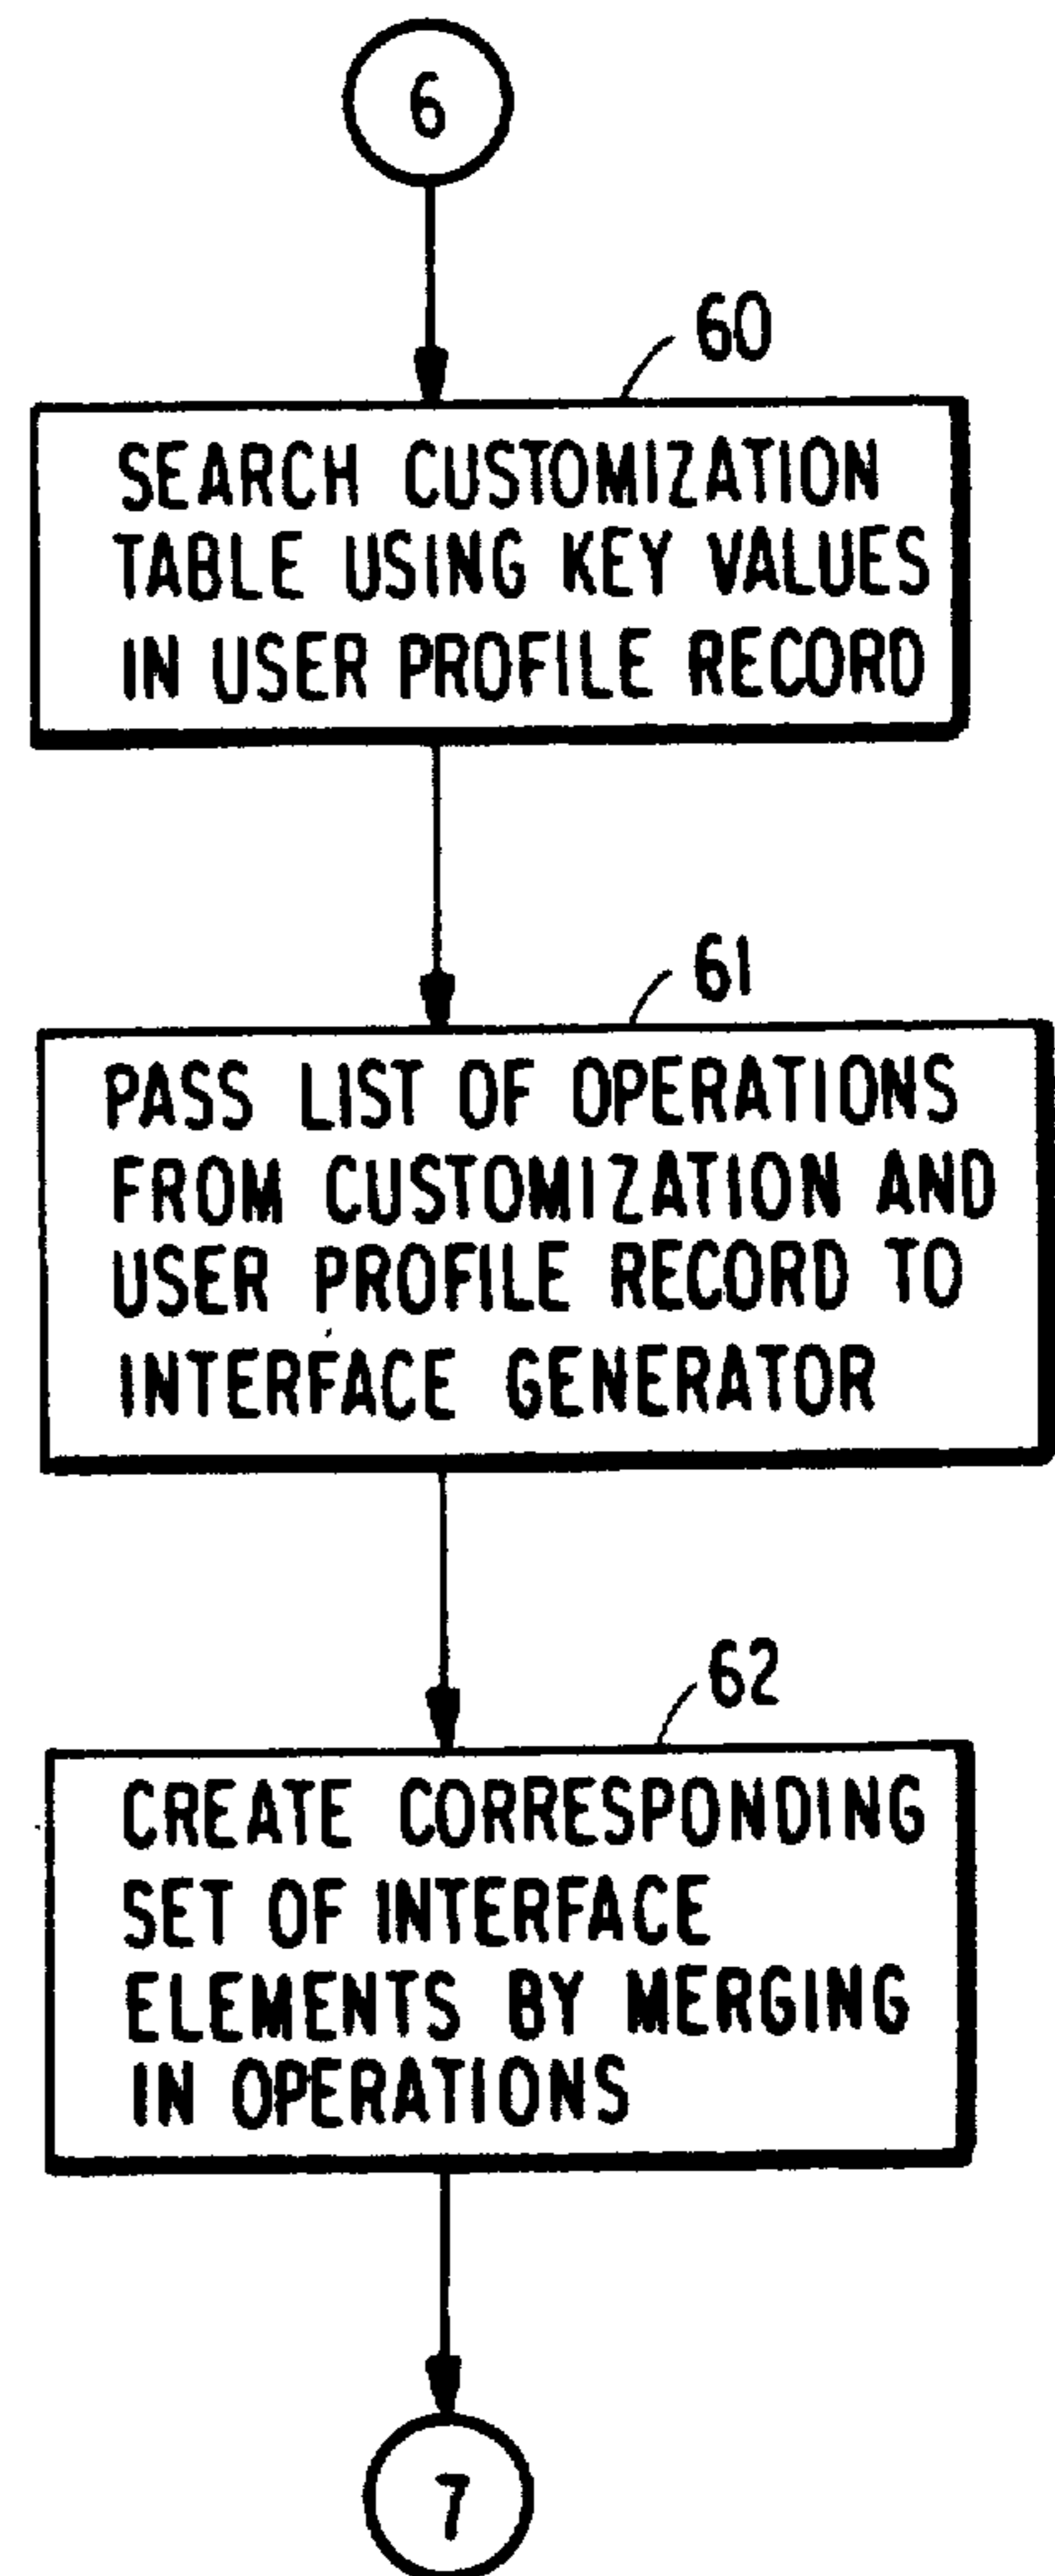 6
60
SEARCH CUSTOMIZATION
TABLE USING KEY VALUES
IN USER PROFILE RECORD
61
PASS LIST OF OPERATIONS
FROM CUSTOMIZATION AND
USER PROFILE RECORD TO
INTERFACE GENERATOR
62
CREATE CORRESPONDING
SET OF INTERFACE
ELEMENTS BY MERGING
IN OPERATIONS
7